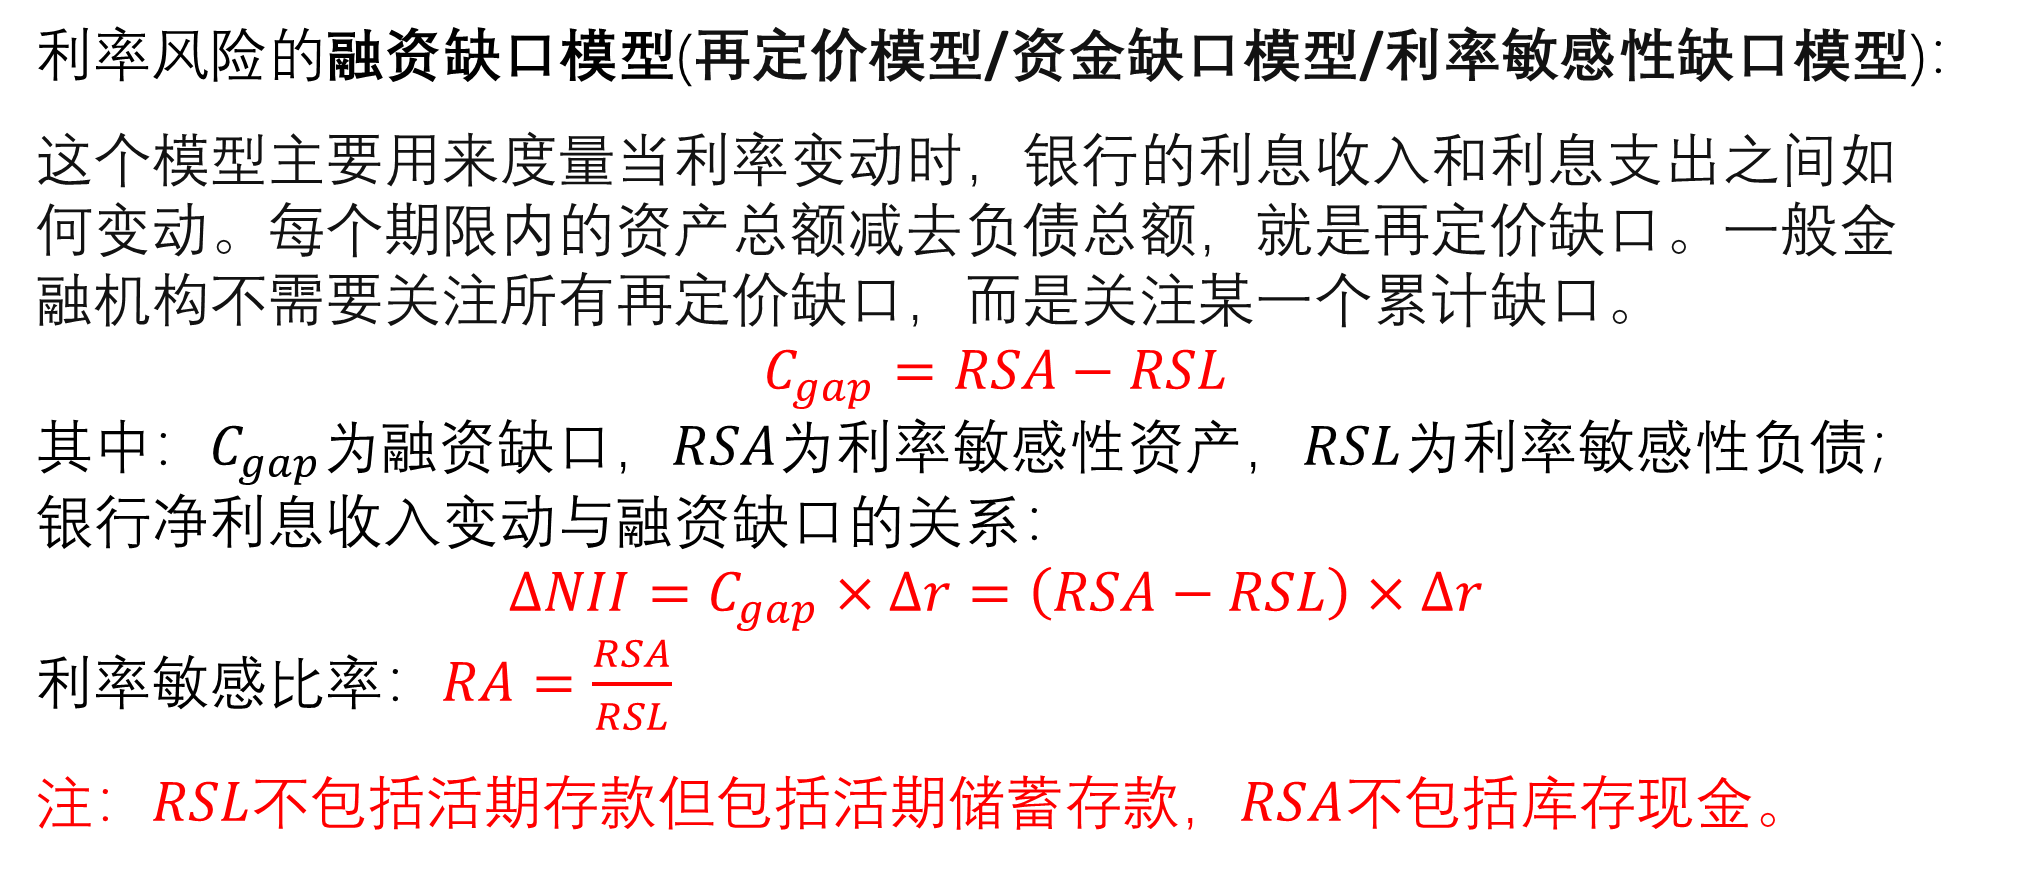 利率风险的融资缺口模型(再定价模型/资金缺口模型/利率敏感性缺口模型):
这个模型主要用来度量当利率变动时，银行的利息收入和利息支出之间如
何变动。每个期限内的资产总额减去负债总额，就是再定价缺口。一般金
融机构不需要关注所有再定价缺口，而是关注某一个累计缺口。
C_{gap} = RSA − RSL
其中：C_{gap}为融资缺口，RSA为利率敏感性资产，RSL为利率敏感性负债;
银行净利息收入变动与融资缺口的关系：
ΔNII = C_{gap} × Δr = (RSA − RSL) × Δr
利率敏感比率：RA = \frac{RSA}{RSL}
注：RSL不包括活期存款但包括活期储蓄存款，RSA不包括库存现金。